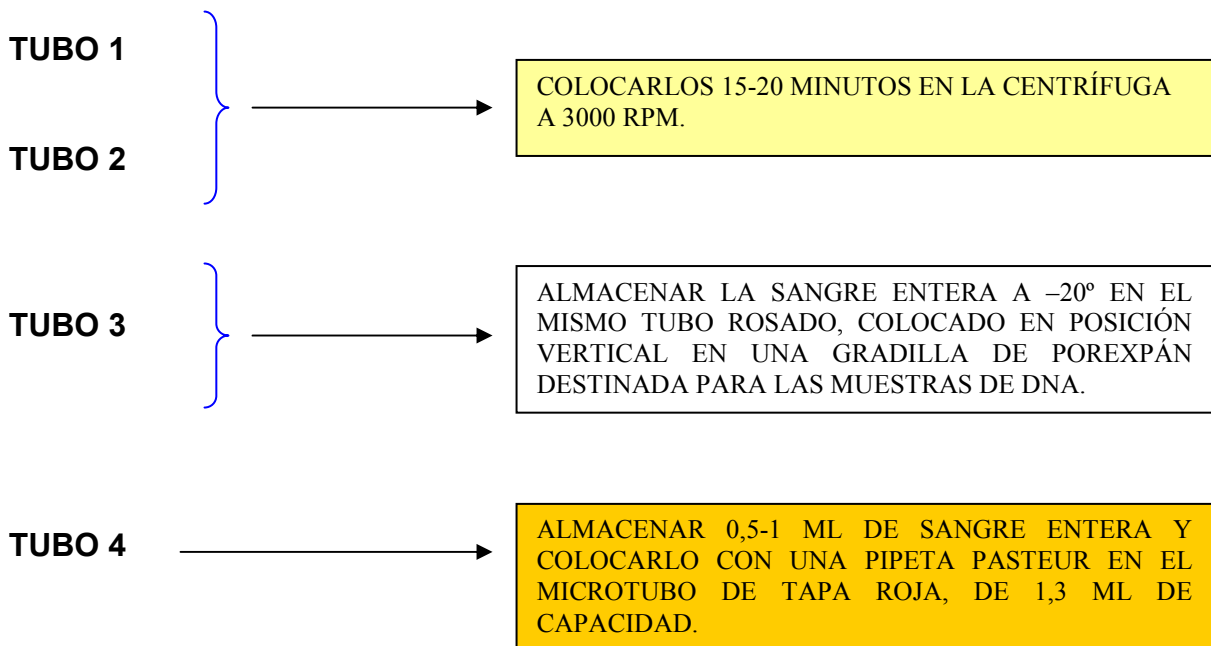 TUBO 1
TUBO 2
COLOCARLOS 15-20 MINUTOS EN LA CENTRÍFUGA
A 3000 RPM.
TUBO 3
ALMACENAR LA SANGRE ENTERA A –20º EN EL
MISMO TUBO ROSADO, COLOCADO EN POSICIÓN
VERTICAL EN UNA GRADILLA DE POREXPÁN
DESTINADA PARA LAS MUESTRAS DE DNA.
TUBO 4
ALMACENAR 0,5-1 ML DE SANGRE ENTERA Y
COLOCARLO CON UNA PIPETA PASTEUR EN EL
MICROTUBO DE TAPA ROJA, DE 1,3 ML DE
CAPACIDAD.